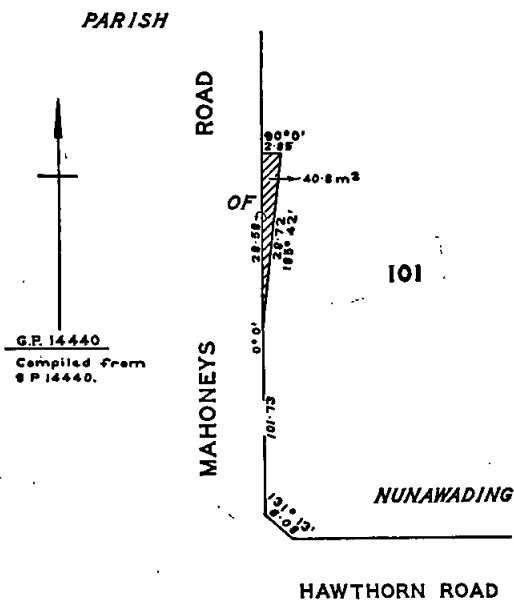 PARISH
ROAD
90° 0'
2·85
40·8 m²
OF
28·58
28·72
185° 42'
101
G.P. 14440
Compiled from
S P 14440.
0° 0'
MAHONEYS
101·73
NUNAWADING
131° 13'
8·08
HAWTHORN ROAD